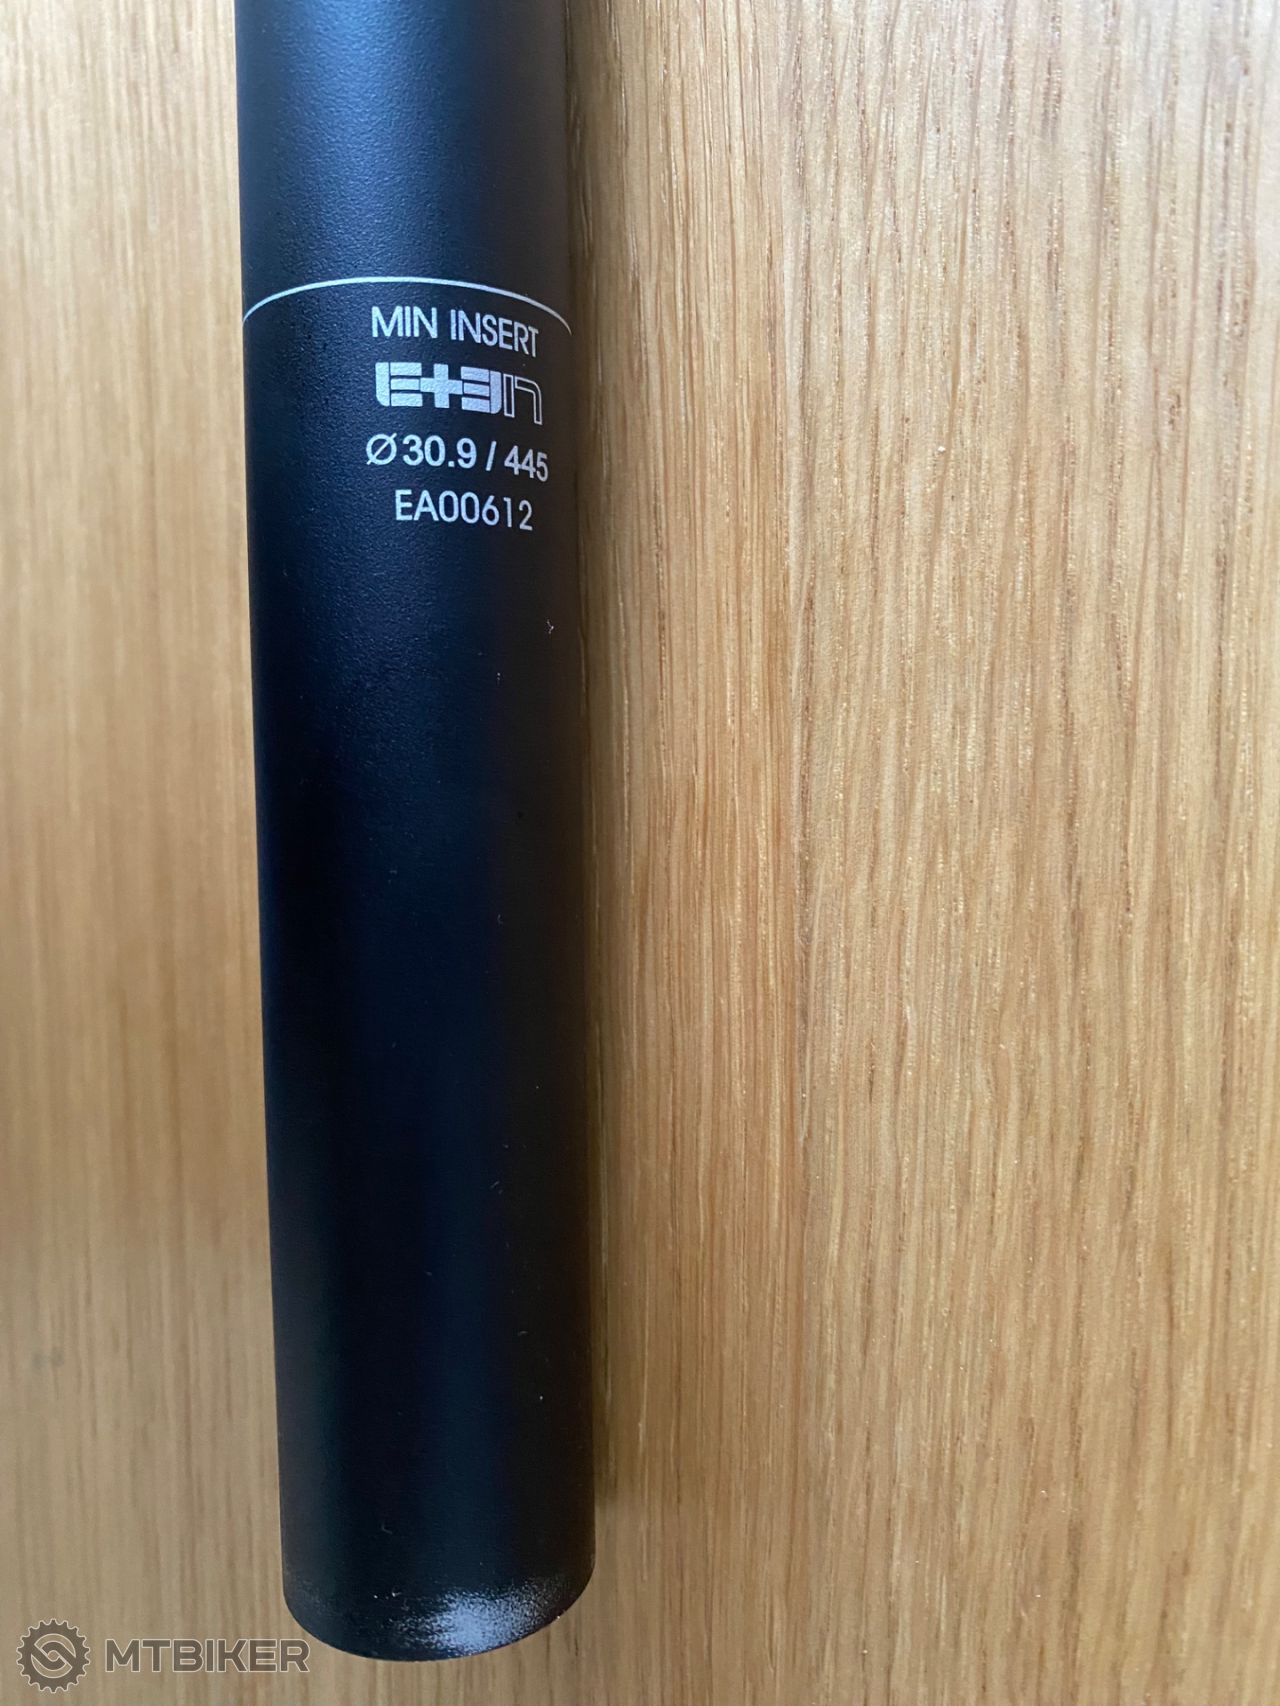 MIN INSERT
E+3N
Ø30.9 / 445
EA00612
MTBIKER